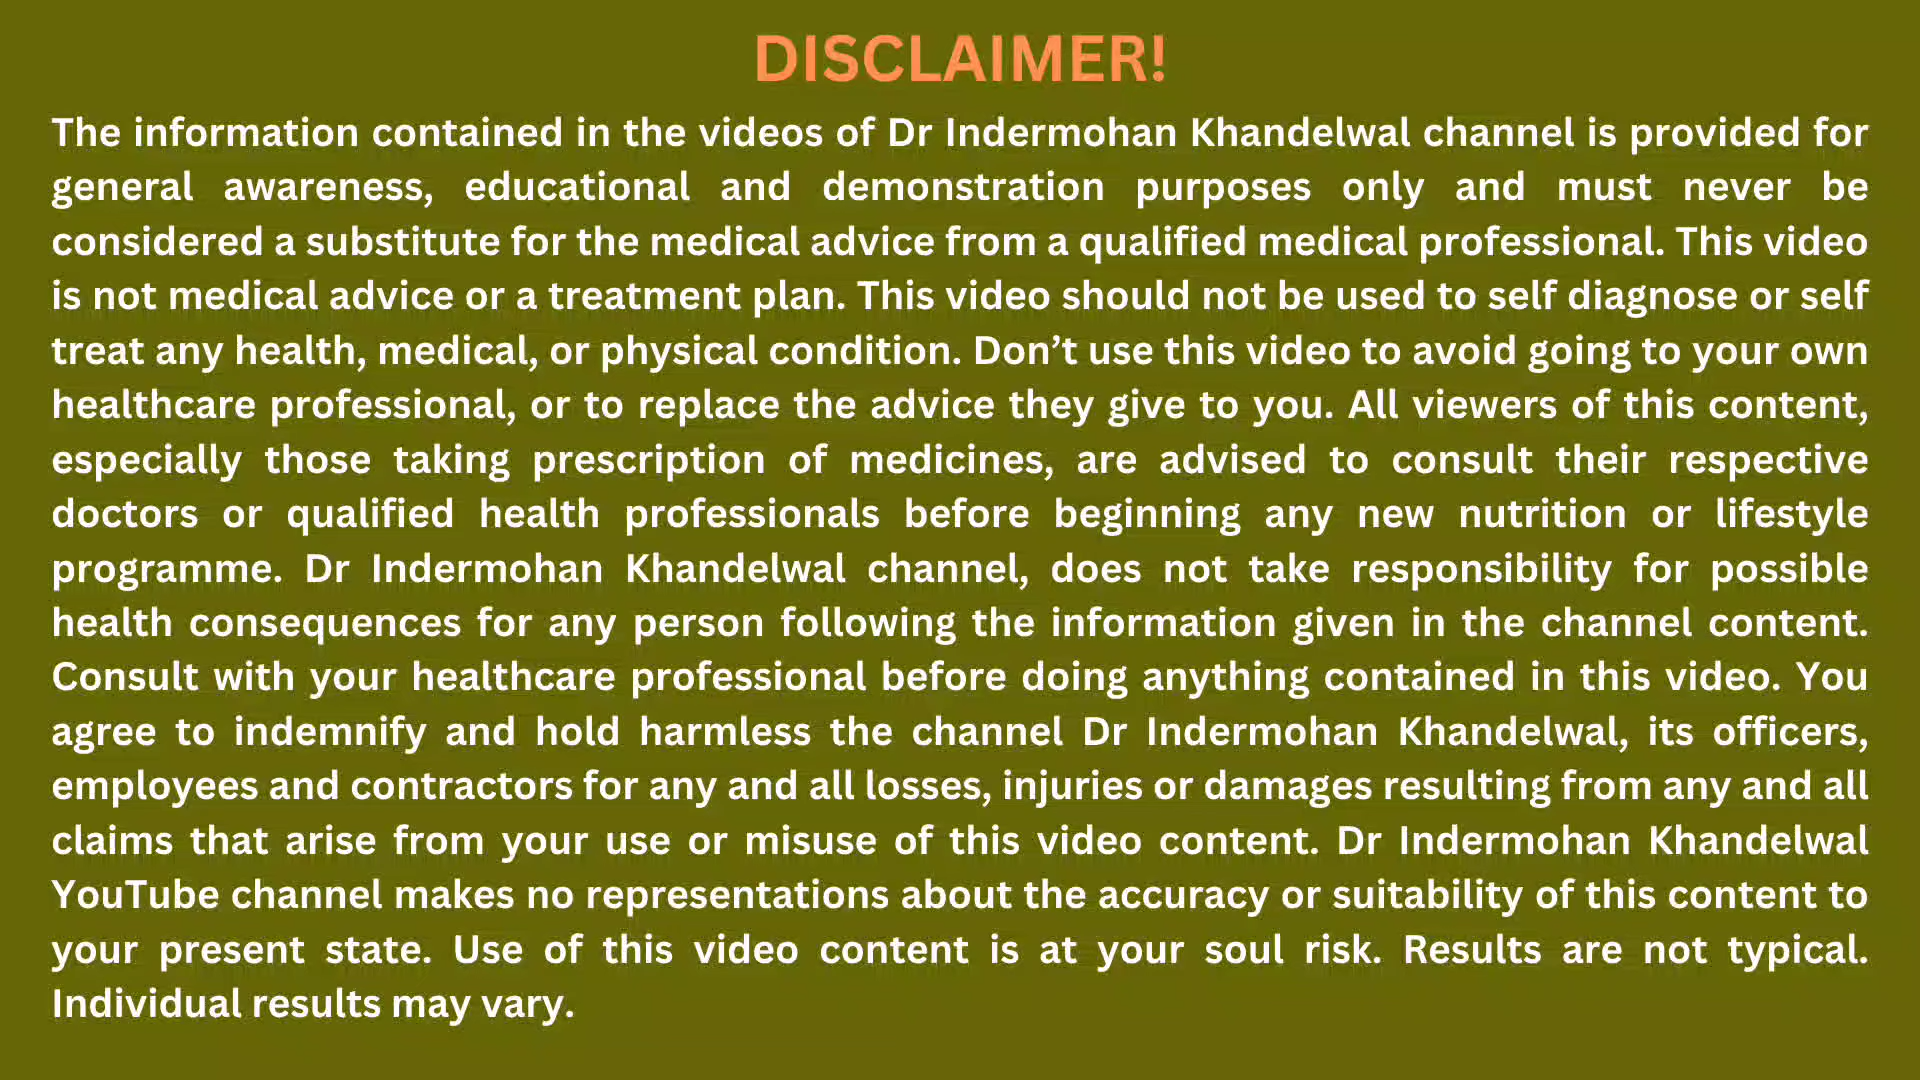 DISCLAIMER!
The information contained in the videos of Dr Indermohan Khandelwal channel is provided for
general awareness, educational and demonstration purposes only and must never be
considered a substitute for the medical advice from a qualified medical professional. This video
is not medical advice or a treatment plan. This video should not be used to self diagnose or self
treat any health, medical, or physical condition. Don’t use this video to avoid going to your own
healthcare professional, or to replace the advice they give to you. All viewers of this content,
especially those taking prescription of medicines, are advised to consult their respective
doctors or qualified health professionals before beginning any new nutrition or lifestyle
programme. Dr Indermohan Khandelwal channel, does not take responsibility for possible
health consequences for any person following the information given in the channel content.
Consult with your healthcare professional before doing anything contained in this video. You
agree to indemnify and hold harmless the channel Dr Indermohan Khandelwal, its officers,
employees and contractors for any and all losses, injuries or damages resulting from any and all
claims that arise from your use or misuse of this video content. Dr Indermohan Khandelwal
YouTube channel makes no representations about the accuracy or suitability of this content to
your present state. Use of this video content is at your soul risk. Results are not typical.
Individual results may vary.